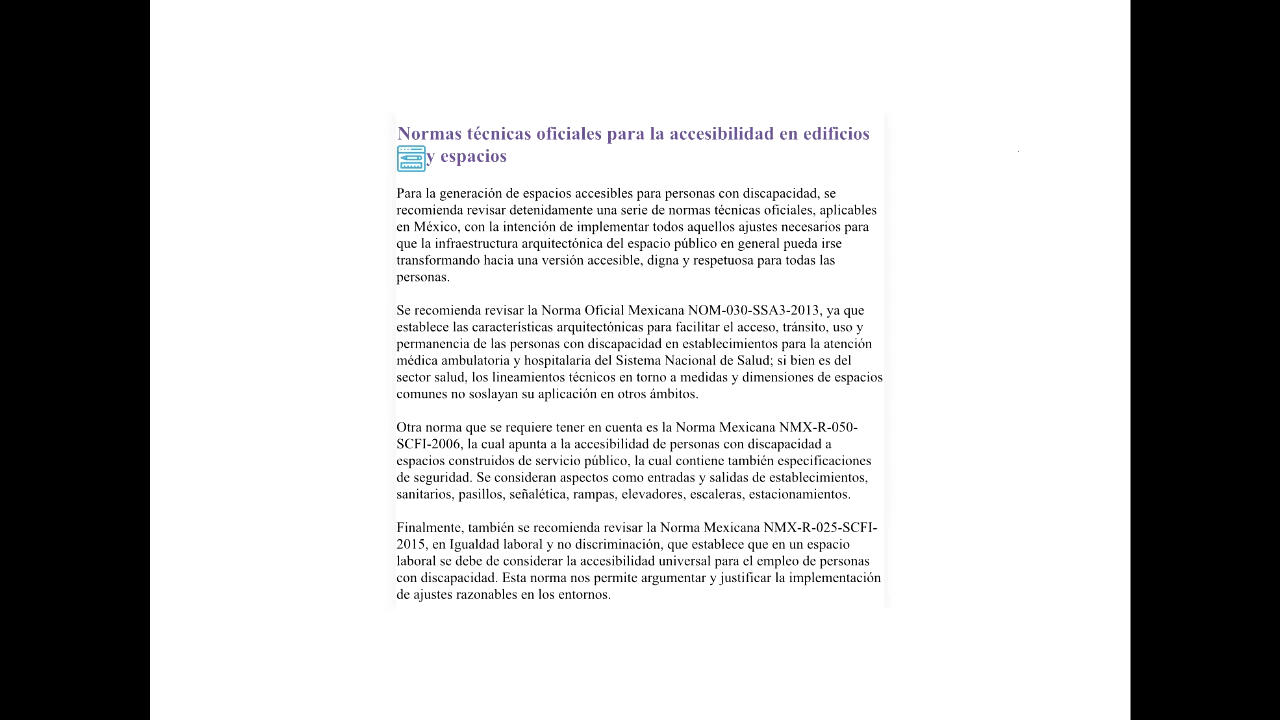 Normas técnicas oficiales para la accesibilidad en edificios
y espacios
Para la generación de espacios accesibles para personas con discapacidad, se
recomienda revisar detenidamente una serie de normas técnicas oficiales, aplicables
en México, con la intención de implementar todos aquellos ajustes necesarios para
que la infraestructura arquitectónica del espacio público en general pueda irse
transformando hacia una versión accesible, digna y respetuosa para todas las
personas.
Se recomienda revisar la Norma Oficial Mexicana NOM-030-SSA3-2013, ya que
establece las características arquitectónicas para facilitar el acceso, tránsito, uso y
permanencia de las personas con discapacidad en establecimientos para la atención
médica ambulatoria y hospitalaria del Sistema Nacional de Salud; si bien es del
sector salud, los lineamientos técnicos en torno a medidas y dimensiones de espacios
comunes no soslayan su aplicación en otros ámbitos.
Otra norma que se requiere tener en cuenta es la Norma Mexicana NMX-R-050-
SCFI-2006, la cual apunta a la accesibilidad de personas con discapacidad a
espacios construidos de servicio público, la cual contiene también especificaciones
de seguridad. Se consideran aspectos como entradas y salidas de establecimientos,
sanitarios, pasillos, señalética, rampas, elevadores, escaleras, estacionamientos.
Finalmente, también se recomienda revisar la Norma Mexicana NMX-R-025-SCFI-
2015, en Igualdad laboral y no discriminación, que establece que en un espacio
laboral se debe de considerar la accesibilidad universal para el empleo de personas
con discapacidad. Esta norma nos permite argumentar y justificar la implementación
de ajustes razonables en los entornos.